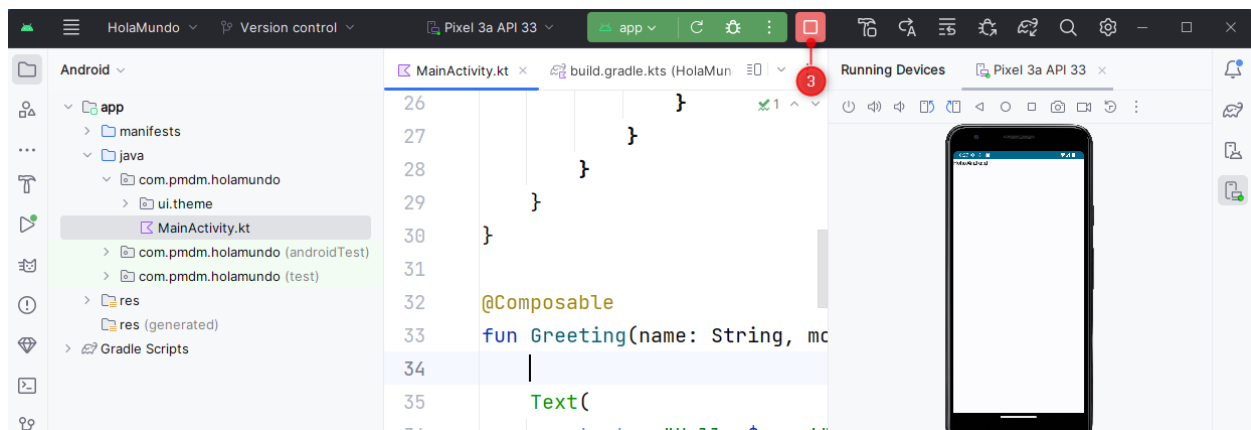 HolaMundo
Version control
Pixel 3a API 33
app
3
Android
app
manifests
java
com.pmdm.holamundo
ui.theme
MainActivity.kt
com.pmdm.holamundo (androidTest)
com.pmdm.holamundo (test)
res
res (generated)
Gradle Scripts
MainActivity.kt
build.gradle.kts (HolaMun
1
26 }
27 }
28 }
29 }
30 }
31
32 @Composable
33 fun Greeting(name: String, mo
34
35 Text(
Running Devices
Pixel 3a API 33